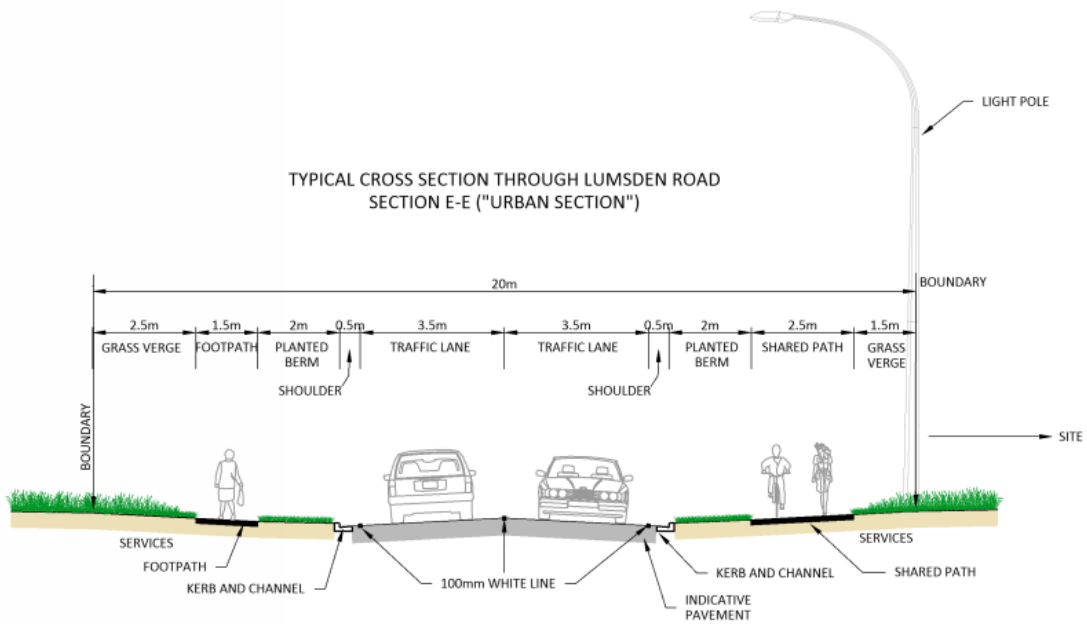 LIGHT POLE
TYPICAL CROSS SECTION THROUGH LUMSDEN ROAD
SECTION E-E ("URBAN SECTION")
BOUNDARY
20m
2.5m 1.5m 2m 0.5m 3.5m 3.5m 0.5m 2m 2.5m 1.5m
GRASS VERGE FOOTPATH PLANTED TRAFFIC LANE TRAFFIC LANE PLANTED SHARED PATH GRASS
BERM BERM VERGE
SHOULDER SHOULDER
BOUNDARY
SITE
SERVICES SERVICES
FOOTPATH
KERB AND CHANNEL 100mm WHITE LINE KERB AND CHANNEL SHARED PATH
INDICATIVE
PAVEMENT